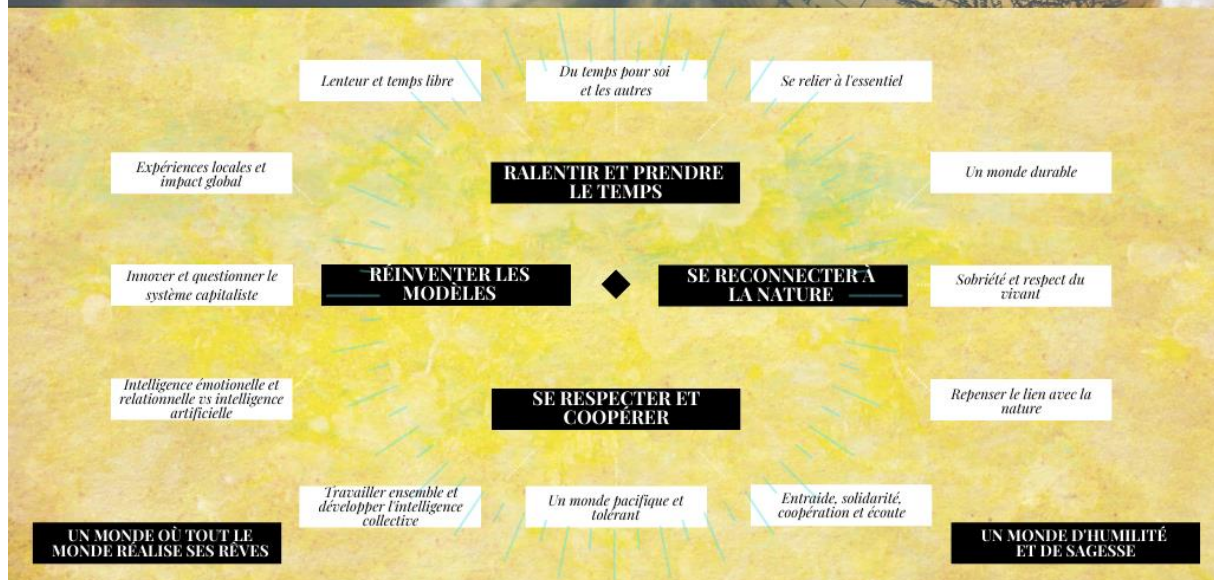 Lenteur et temps libre
Du temps pour soi
et les autres
Se relier à l'essentiel
Expériences locales et
impact global
RALENTIR ET PRENDRE
LE TEMPS
Un monde durable
Innover et questionner le
système capitaliste
RÉINVENTER LES
MODÈLES
SE RECONNECTER À
LA NATURE
Sobriété et respect du
vivant
Intelligence émotionelle et
relationnelle vs intelligence
artificielle
SE RESPECTER ET
COOPÉRER
Repenser le lien avec la
nature
Travailler ensemble et
développer l'intelligence
collective
Un monde pacifique et
tolérant
Entraide, solidarité,
coopération et écoute
UN MONDE OÙ TOUT LE
MONDE RÉALISE SES RÊVES
UN MONDE D'HUMILITÉ
ET DE SAGESSE